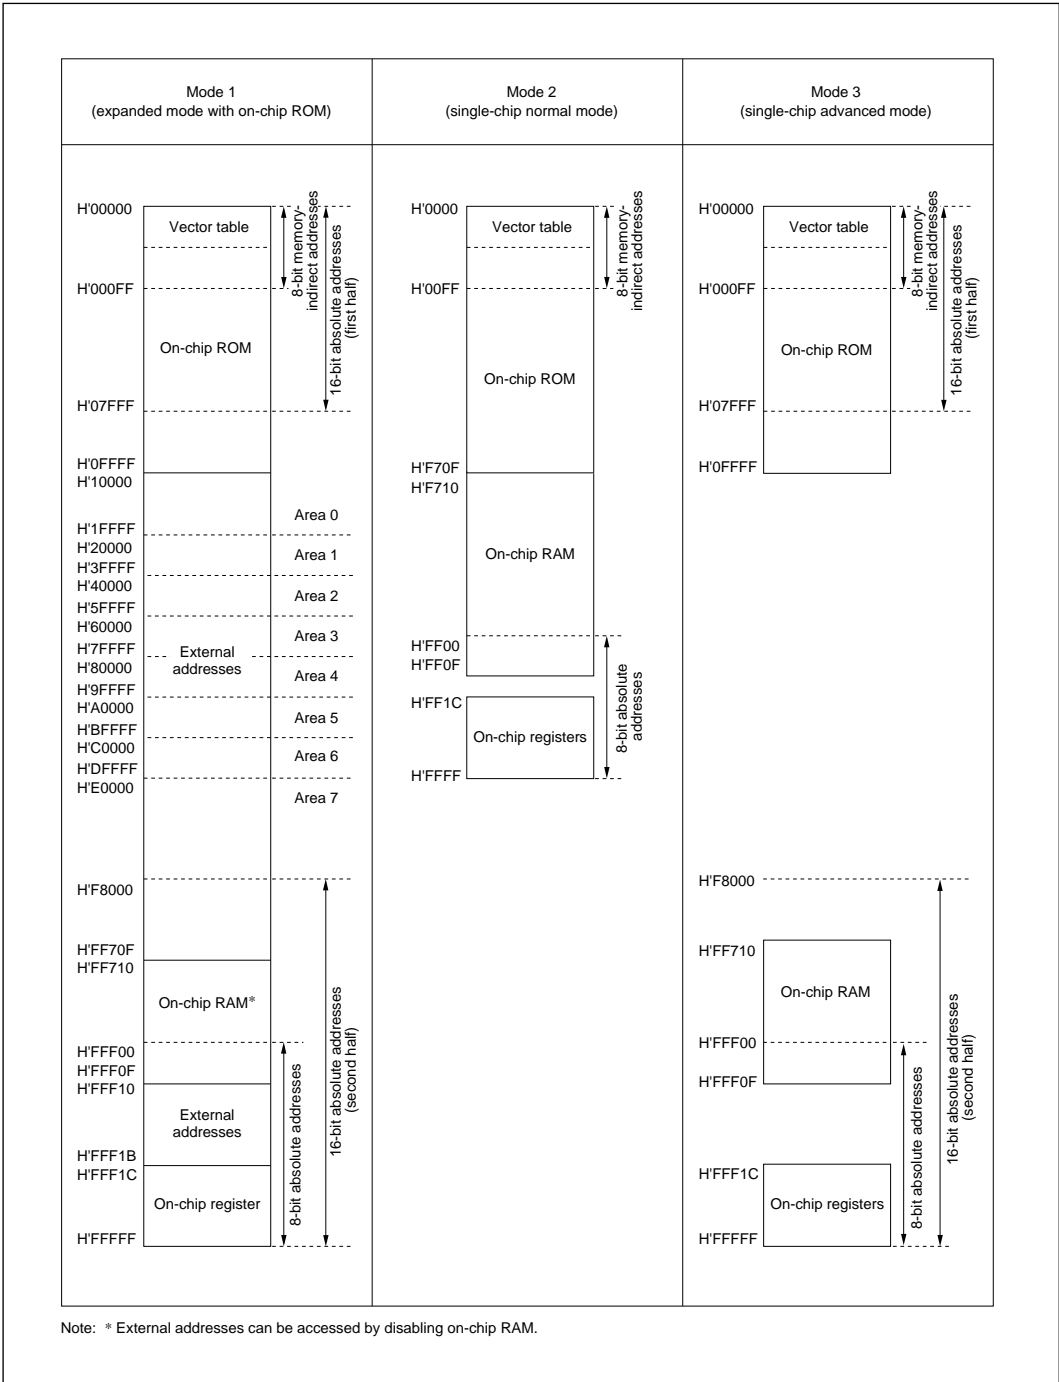 Mode 1
(expanded mode with on-chip ROM)
Mode 2
(single-chip normal mode)
Mode 3
(single-chip advanced mode)
H'00000
Vector table
H'000FF
On-chip ROM
H'07FFF
H'0FFFF
H'10000
H'1FFFF
H'20000
H'3FFFF
H'40000
H'5FFFF
H'60000
H'7FFFF
H'80000
H'9FFFF
H'A0000
H'BFFFF
H'C0000
H'DFFFF
H'E0000
External
addresses
Area 0
Area 1
Area 2
Area 3
Area 4
Area 5
Area 6
Area 7
H'F8000
H'FF70F
H'FF710
On-chip RAM*
H'FFF00
H'FFF0F
H'FFF10
External
addresses
H'FFF1B
H'FFF1C
On-chip register
H'FFFFF
8-bit memory-
indirect addresses
16-bit absolute addresses
(first half)
8-bit absolute addresses
16-bit absolute addresses
(second half)
H'0000
Vector table
H'00FF
On-chip ROM
H'F70F
H'F710
On-chip RAM
H'FF00
H'FF0F
H'FF1C
On-chip registers
H'FFFF
8-bit memory-
indirect addresses
8-bit absolute
addresses
H'00000
Vector table
H'000FF
On-chip ROM
H'07FFF
H'0FFFF
H'F8000
H'FF710
On-chip RAM
H'FFF00
H'FFF0F
H'FFF1C
On-chip registers
H'FFFFF
8-bit memory-
indirect addresses
16-bit absolute addresses
(first half)
8-bit absolute addresses
16-bit absolute addresses
(second half)
Note: * External addresses can be accessed by disabling on-chip RAM.